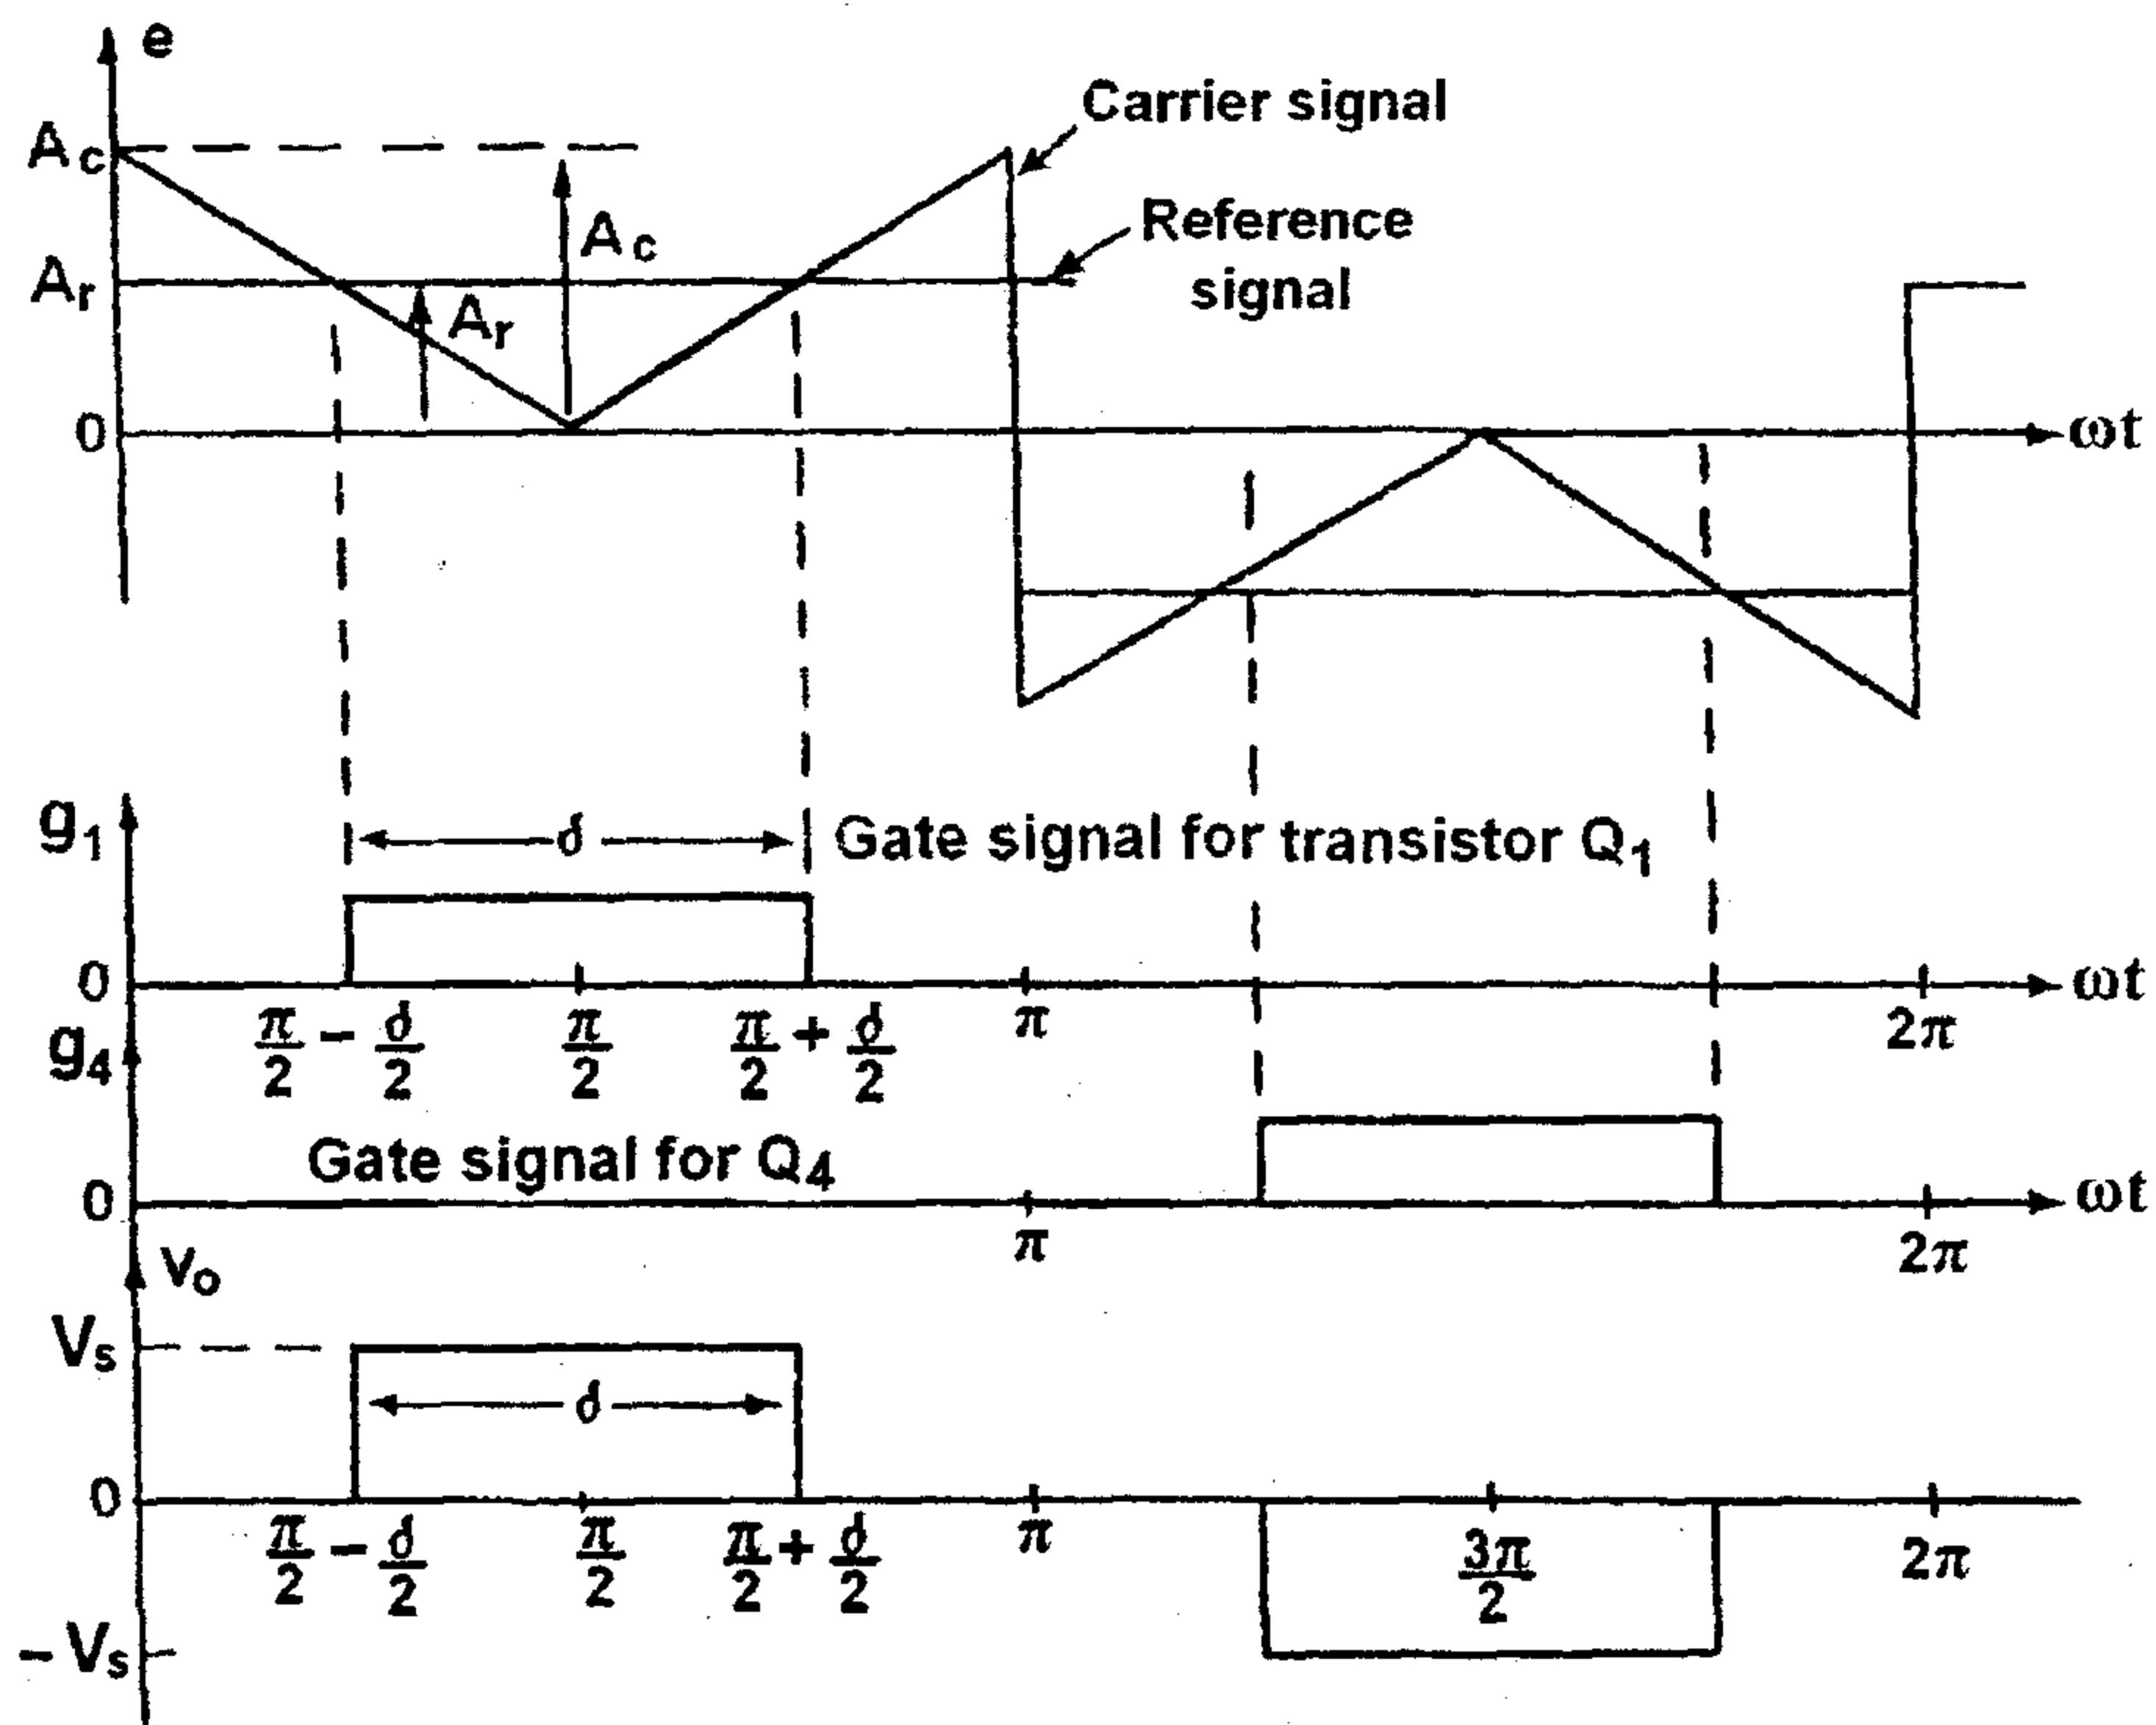 e
Carrier signal
Ac
Ac
Reference
signal
Ar
Ar
0
ωt
g1
d
Gate signal for transistor Q1
0
ωt
π/2 − d/2
π/2
π/2 + d/2
π
2π
g4
Gate signal for Q4
0
ωt
π
2π
vo
Vs
d
0
π/2 − d/2
π/2
π/2 + d/2
π
3π/2
2π
− Vs